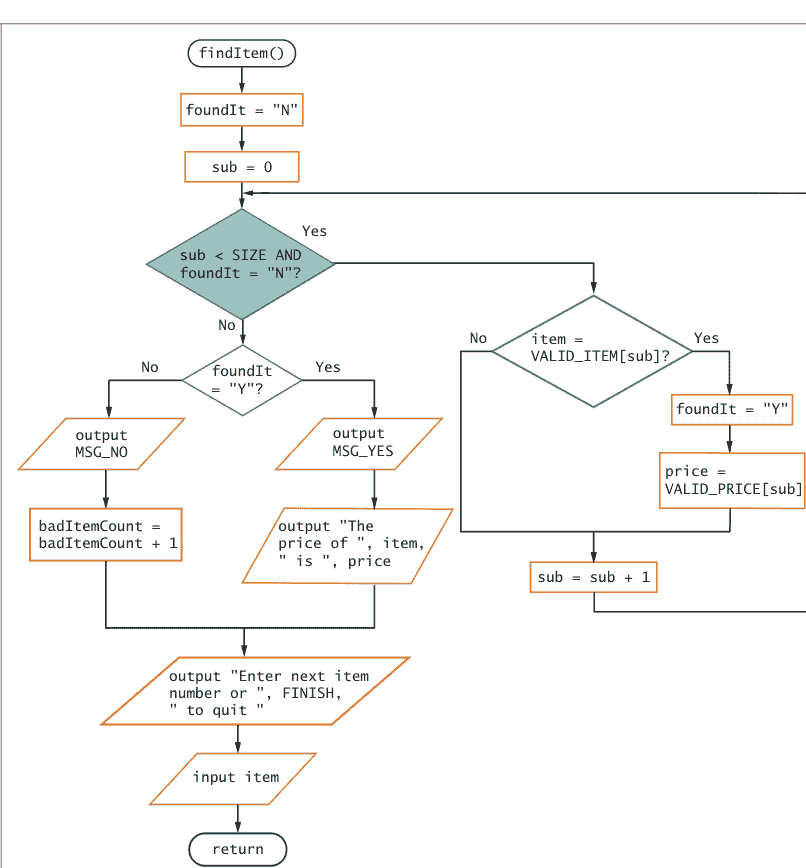 findItem()
foundIt = "N"
sub = 0
Yes
sub < SIZE AND
foundIt = "N"?
No
No
item =
VALID_ITEM[sub]?
Yes
foundIt = "Y"
price =
VALID_PRICE[sub]
sub = sub + 1
No
foundIt
= "Y"?
Yes
output
MSG_NO
badItemCount =
badItemCount + 1
output
MSG_YES
output "The
price of ", item,
" is ", price
output "Enter next item
number or ", FINISH,
" to quit "
input item
return